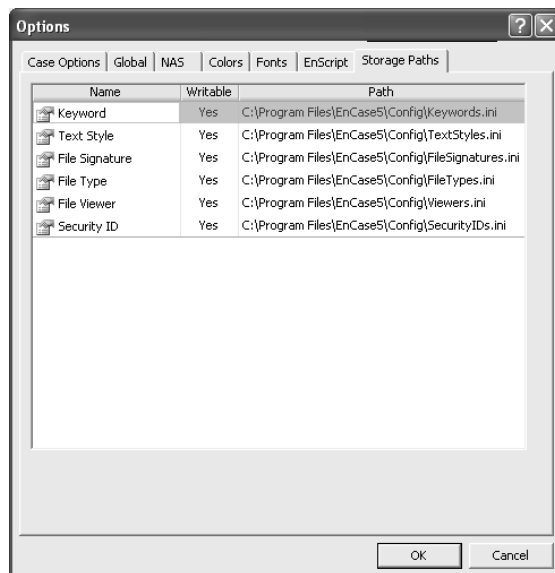 Options
Case Options Global NAS Colors Fonts EnScript Storage Paths
Name Writable Path
Keyword Yes C:\Program Files\EnCase5\Config\Keywords.ini
Text Style Yes C:\Program Files\EnCase5\Config\TextStyles.ini
File Signature Yes C:\Program Files\EnCase5\Config\FileSignatures.ini
File Type Yes C:\Program Files\EnCase5\Config\FileTypes.ini
File Viewer Yes C:\Program Files\EnCase5\Config\Viewers.ini
Security ID Yes C:\Program Files\EnCase5\Config\SecurityIDs.ini
OK Cancel